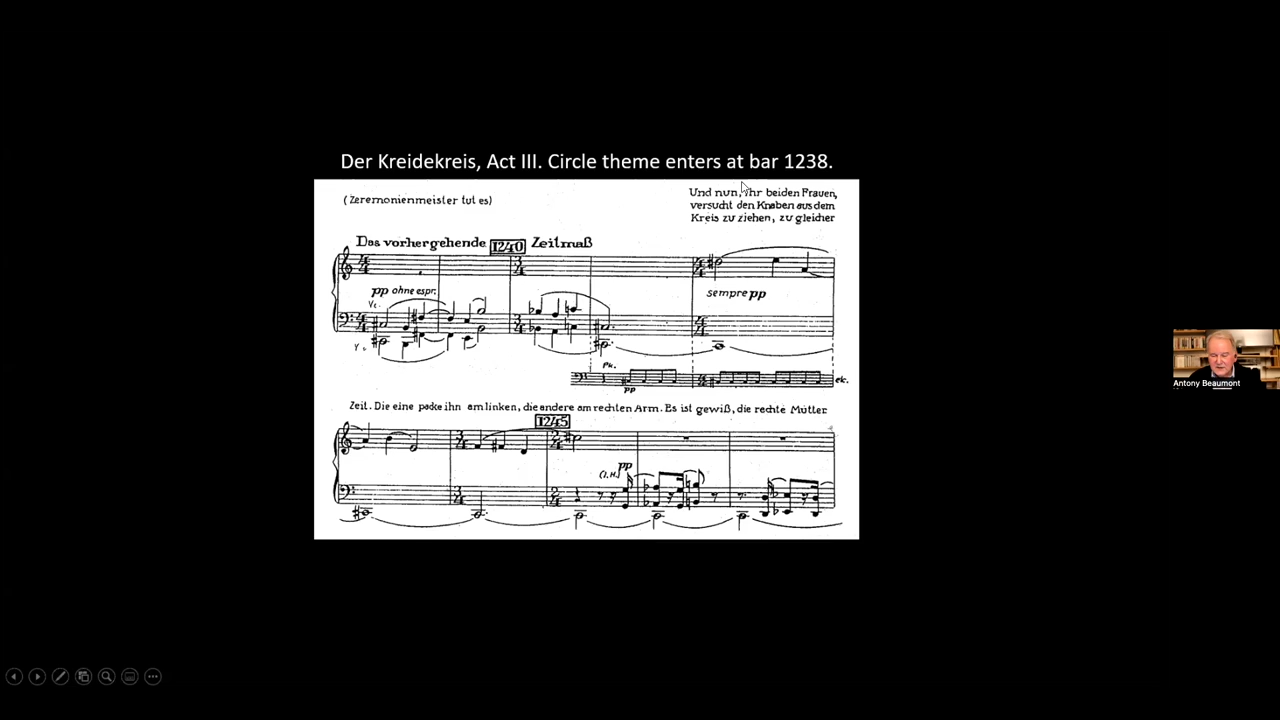 Der Kreidekreis, Act III. Circle theme enters at bar 1238.
(Zeremonienmeister tut es)
Und nun, ihr beiden Frauen,
versucht den Knaben aus dem
Kreis zu ziehen, zu gleicher
Das vorhergehende 1240 Zeitmaß
pp ohne espr.
sempre pp
Vc.
Pk.
pp
Zeit. Die eine packe ihn am linken, die andere am rechten Arm. Es ist gewiß, die rechte Mutter
1245
pp
Antony Beaumont